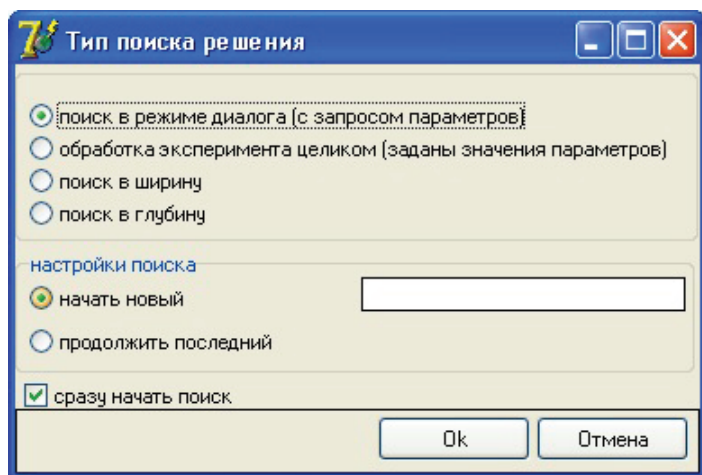 Тип поиска решения
поиск в режиме диалога (с запросом параметров)
обработка эксперимента целиком (заданы значения параметров)
поиск в ширину
поиск в глубину
настройки поиска
начать новый
продолжить последний
сразу начать поиск
Ok Отмена